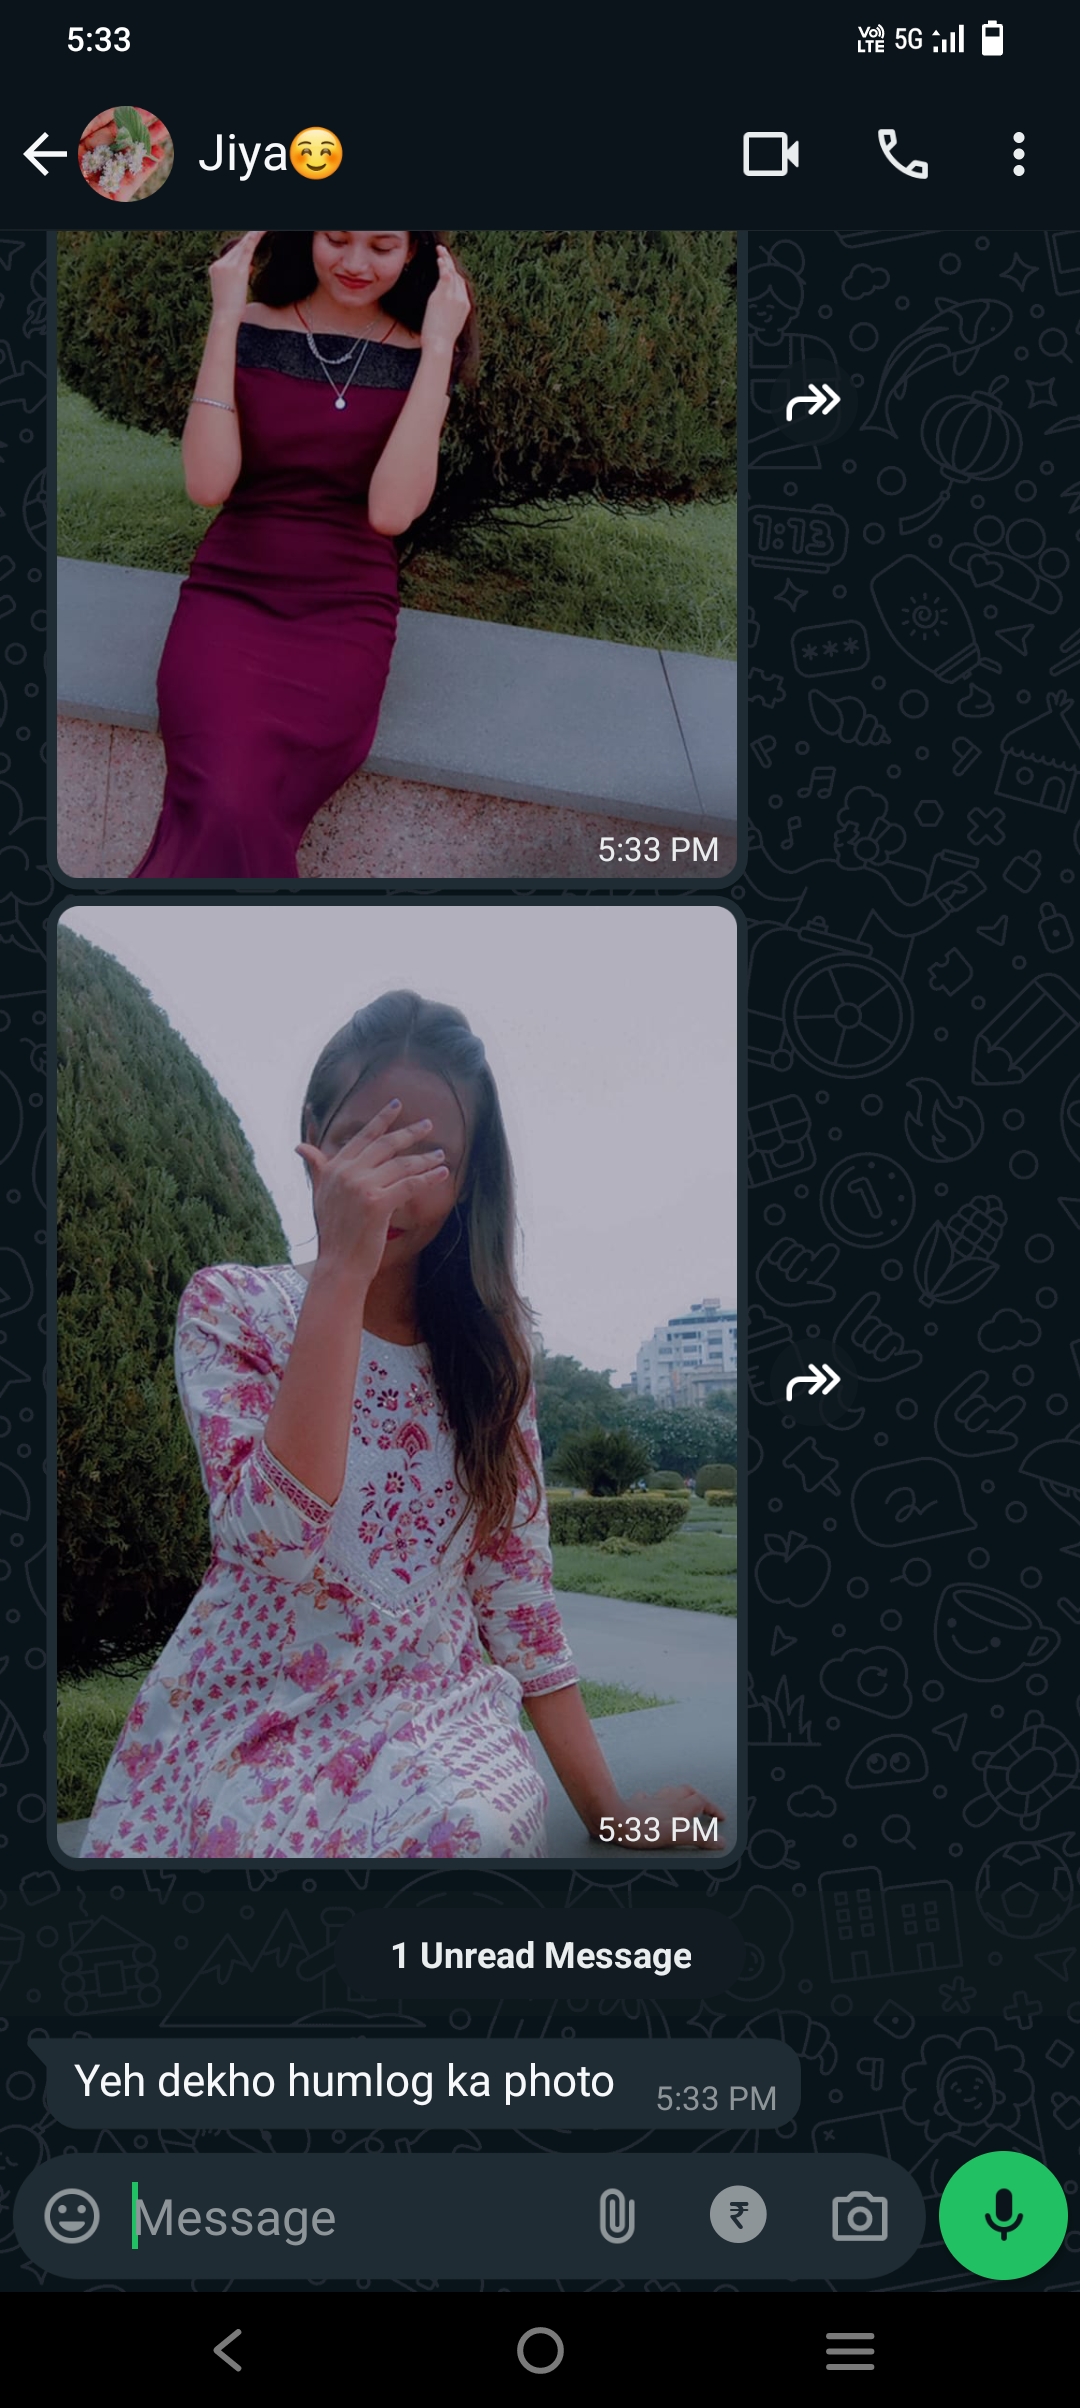 5:33
Vo)) LTE 5G
Jiya☺️
5:33 PM
5:33 PM
1 Unread Message
Yeh dekho humlog ka photo 5:33 PM
Message
₹